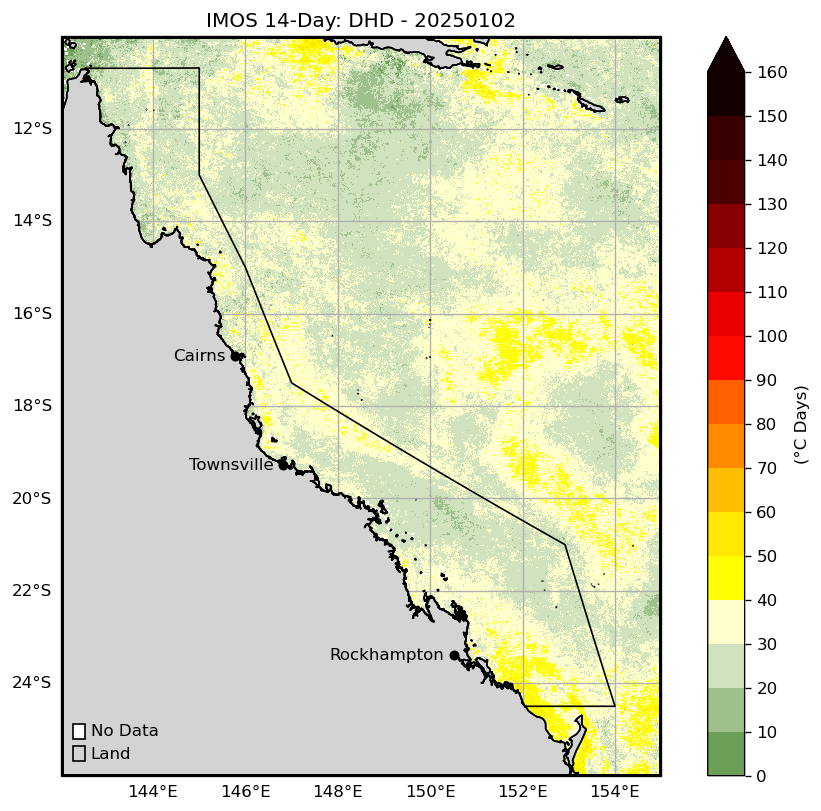 IMOS 14-Day: DHD - 20250102
12°S
14°S
16°S
18°S
20°S
22°S
24°S
Cairns
Townsville
Rockhampton
No Data
Land
144°E 146°E 148°E 150°E 152°E 154°E
160
150
140
130
120
110
100
90
80
70
60
50
40
30
20
10
0
(°C Days)